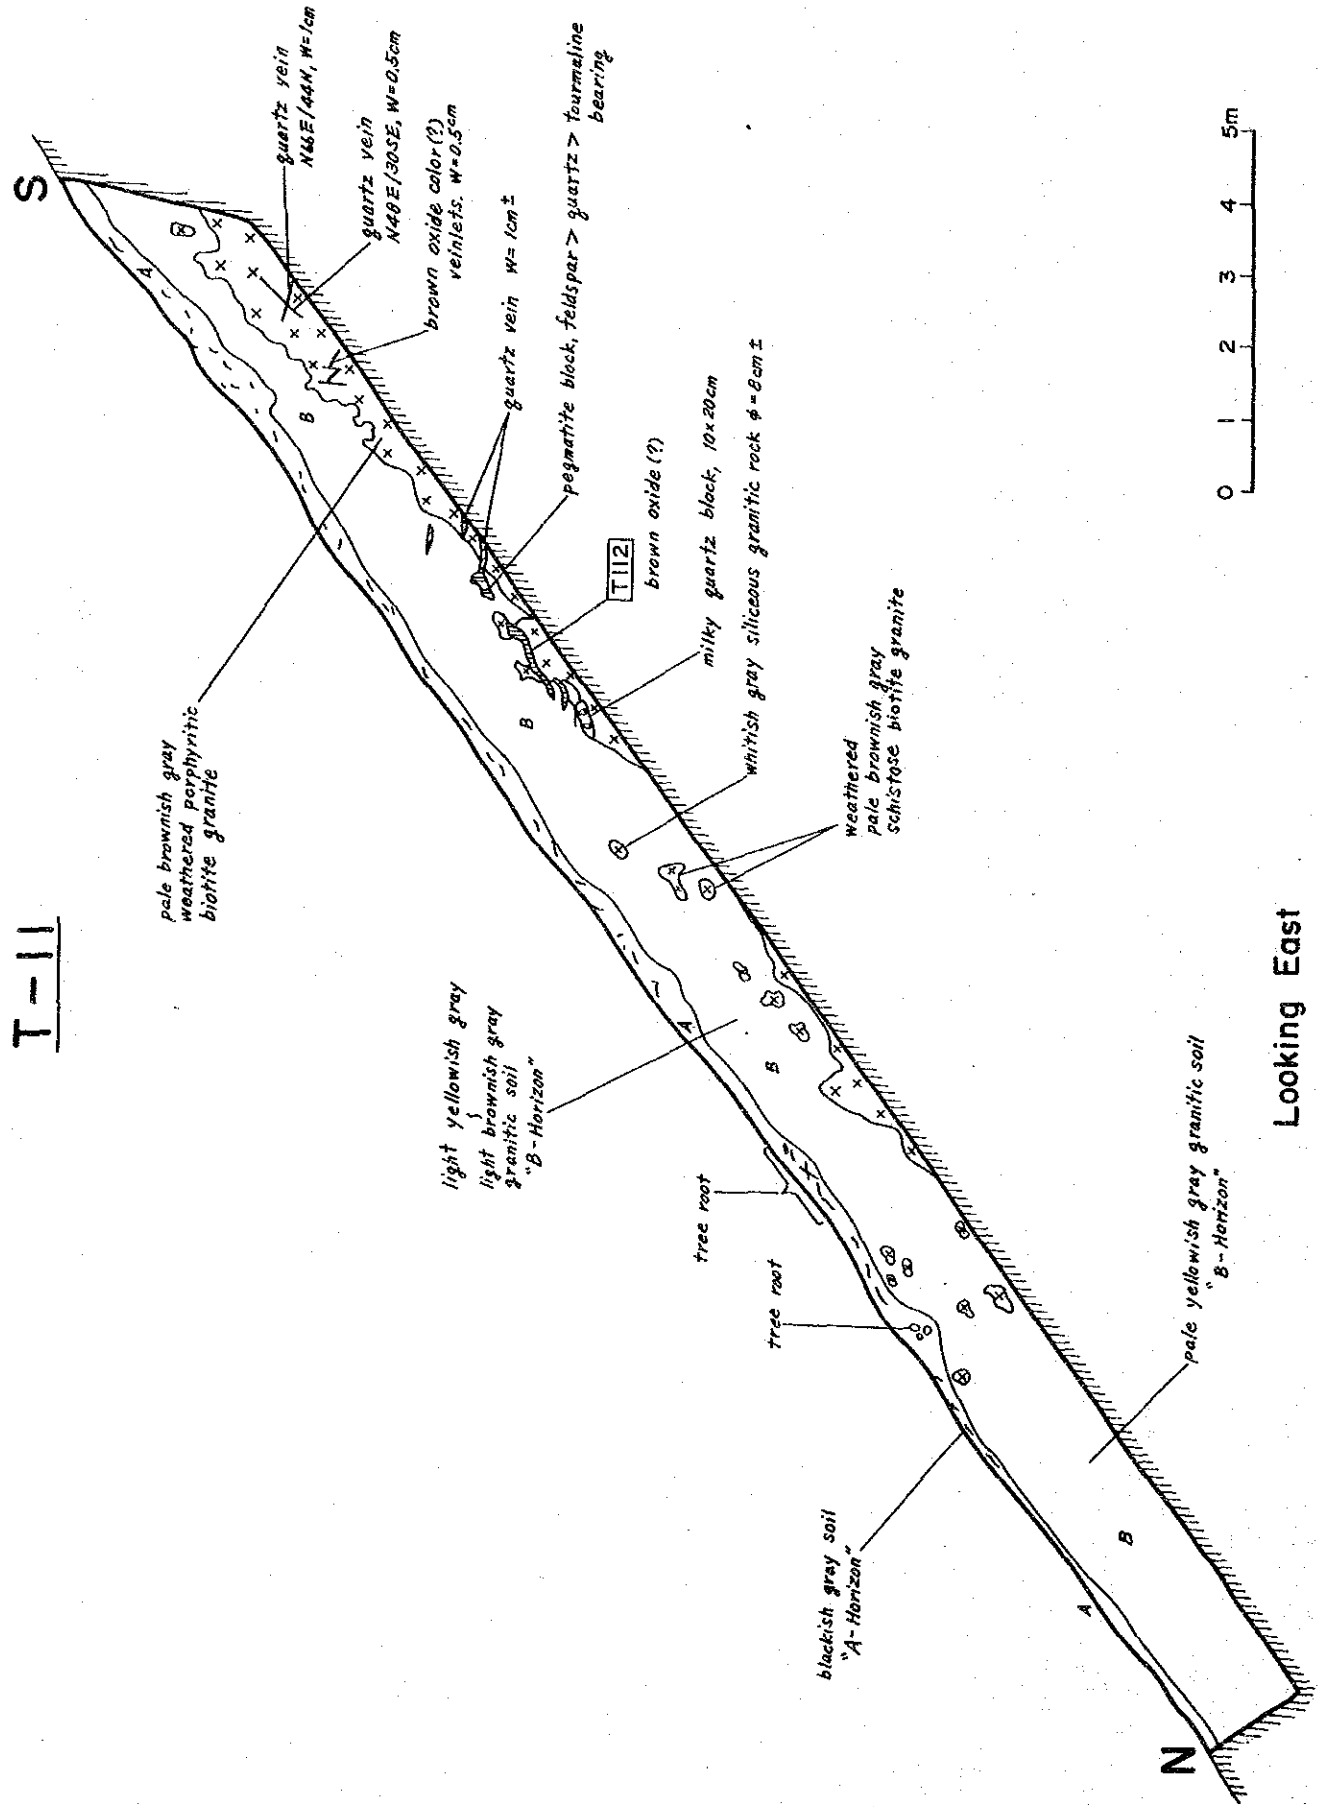 T-11
S
quartz vein
N66E/44N, W=1cm
quartz vein
N48E/30SE, W=0.5cm
brown oxide color(?)
veinlets. W=0.5cm
quartz vein W=1cm±
pegmatite block, feldspar > quartz > tourmaline
bearing
T112
brown oxide(?)
milky quartz block, 10×20cm
whitish gray siliceous granitic rock φ=8cm±
weathered
pale brownish gray
schistose biotite granite
pale brownish gray
weathered porphyritic
biotite granite
light yellowish gray
light brownish gray
granitic soil
"B-Horizon"
tree root
tree root
blackish gray soil
"A-Horizon"
pale yellowish gray granitic soil
"B-Horizon"
A
B
B
A
B
A
B
N
Looking East
0 1 2 3 4 5m